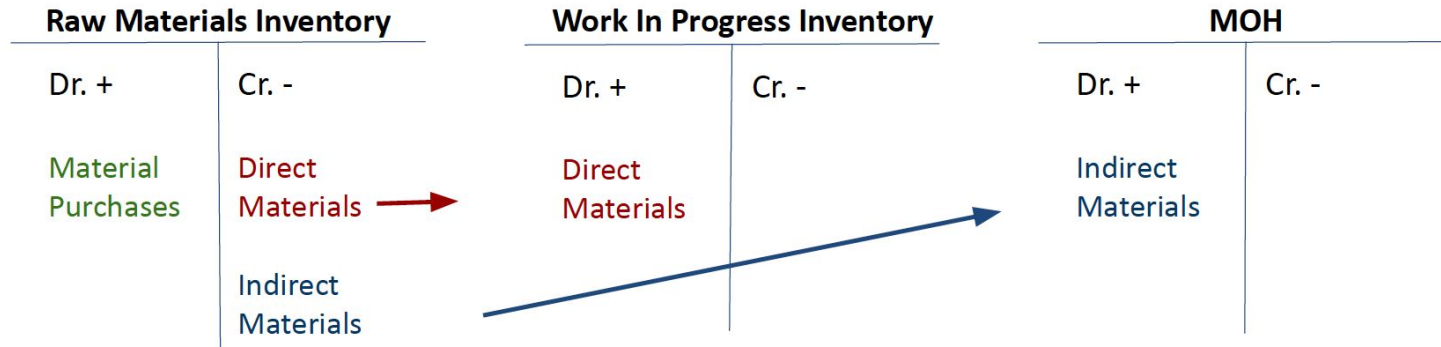 Raw Materials Inventory
Dr. +
Cr. -
Material
Purchases
Direct
Materials
Indirect
Materials
Work In Progress Inventory
Dr. +
Cr. -
Direct
Materials
MOH
Dr. +
Cr. -
Indirect
Materials